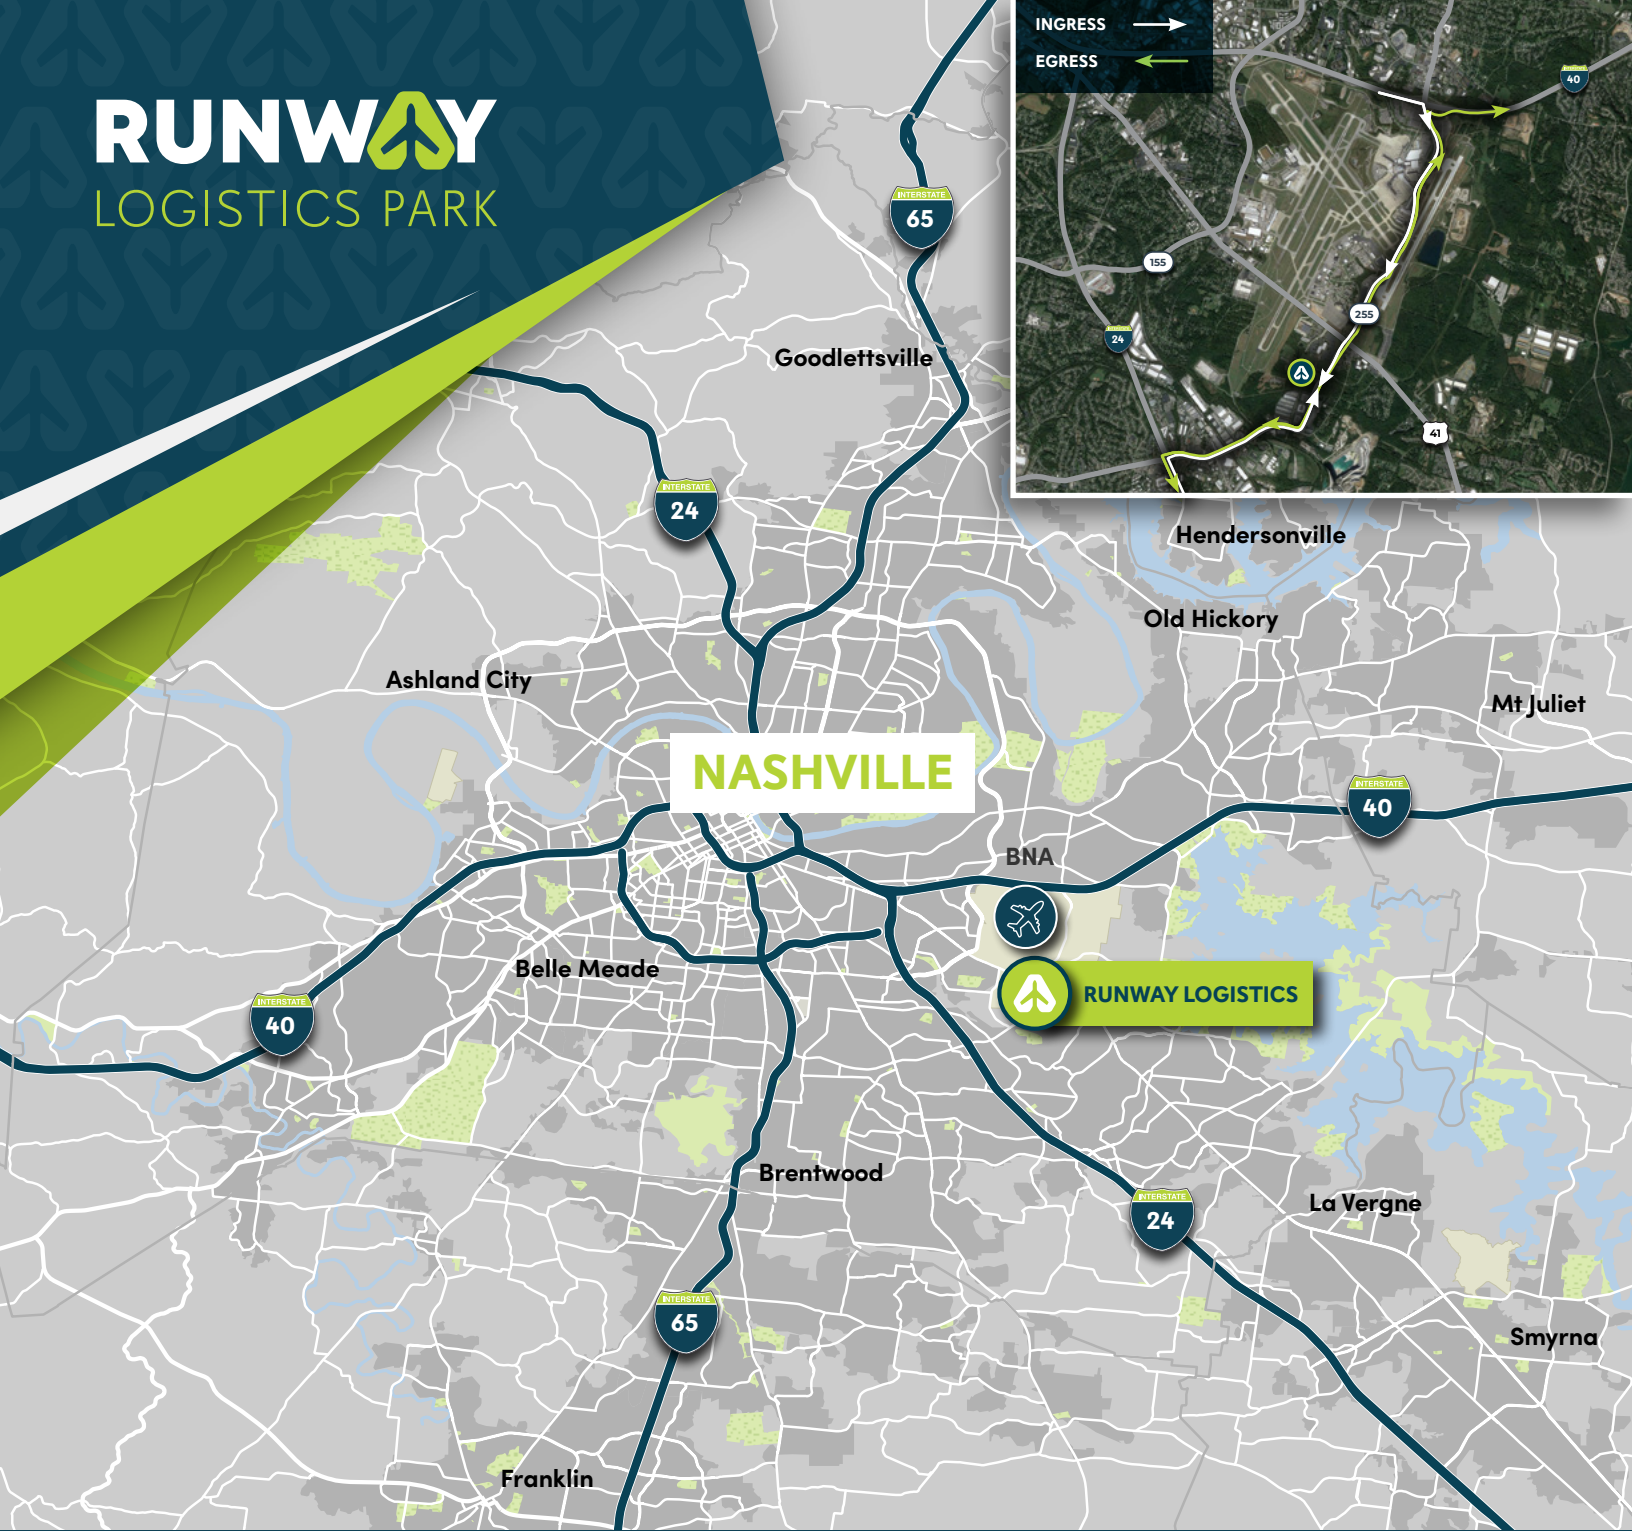 RUNWAY
LOGISTICS PARK
INGRESS
EGRESS
40
155
255
24
41
INTERSTATE
65
Goodlettsville
INTERSTATE
24
Hendersonville
Old Hickory
Ashland City
Mt Juliet
NASHVILLE
INTERSTATE
40
BNA
Belle Meade
RUNWAY LOGISTICS
INTERSTATE
40
Brentwood
INTERSTATE
24
La Vergne
INTERSTATE
65
Smyrna
Franklin